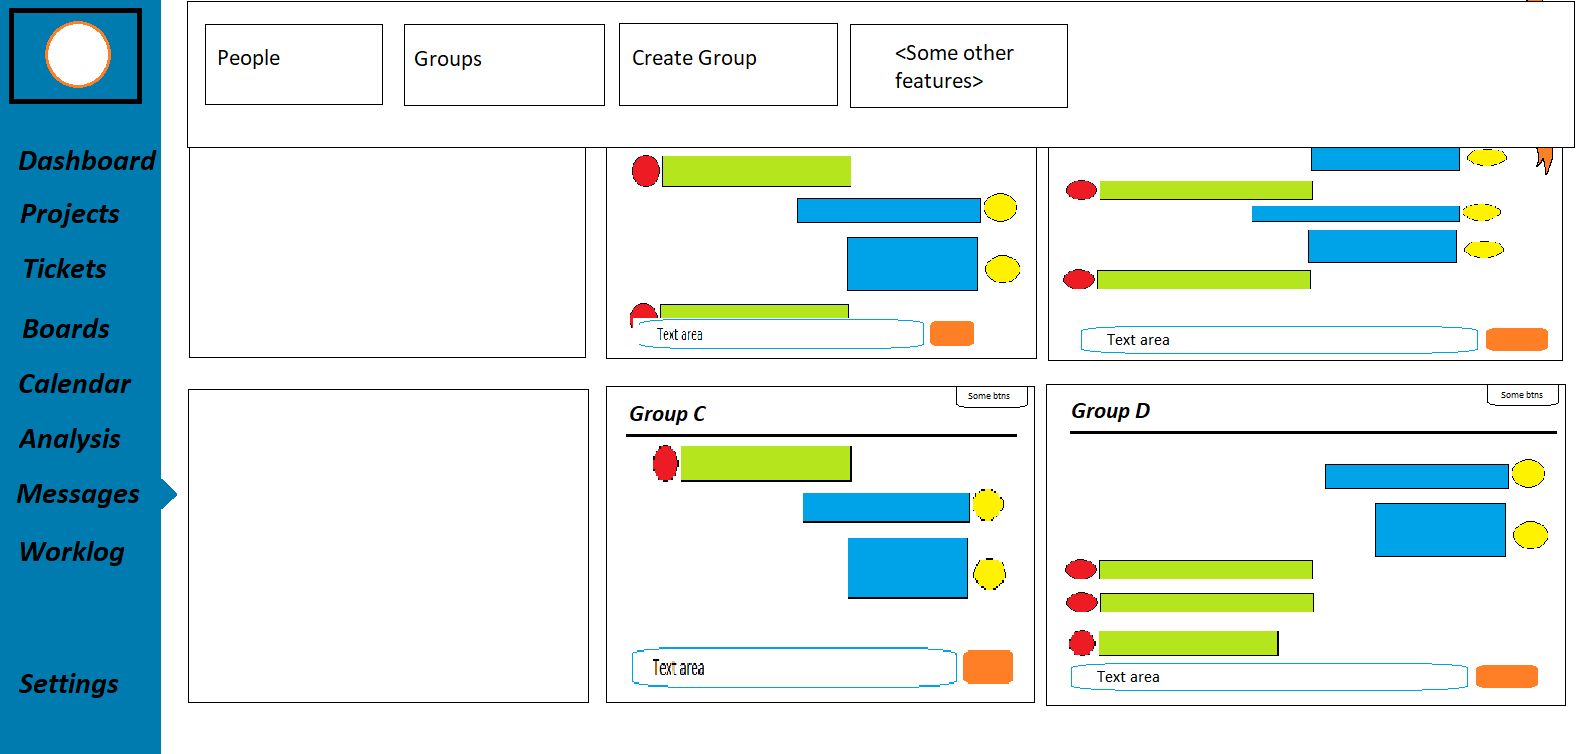 People
Groups
Create Group
<Some other
features>
Dashboard
Projects
Tickets
Boards
Calendar
Analysis
Messages
Worklog
Settings
Text area
Text area
Group C
Some btns
Text area
Group D
Some btns
Text area